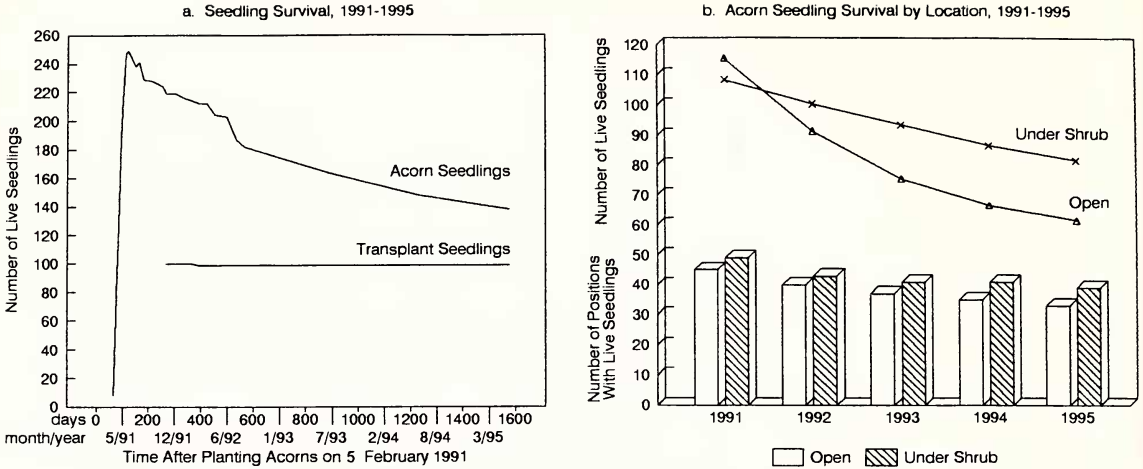 a. Seedling Survival, 1991-1995
Number of Live Seedlings
260
240
220
200
180
160
140
120
100
80
60
40
20
0
Acorn Seedlings
Transplant Seedlings
days 0 200 400 600 800 1000 1200 1400 1600
month/year 5/91 12/91 6/92 1/93 7/93 2/94 8/94 3/95
Time After Planting Acorns on 5 February 1991
b. Acorn Seedling Survival by Location, 1991-1995
Number of Live Seedlings
Number of Positions
With Live Seedlings
120
110
100
90
80
70
60
50
40
30
20
10
0
Under Shrub
Open
1991 1992 1993 1994 1995
Open Under Shrub